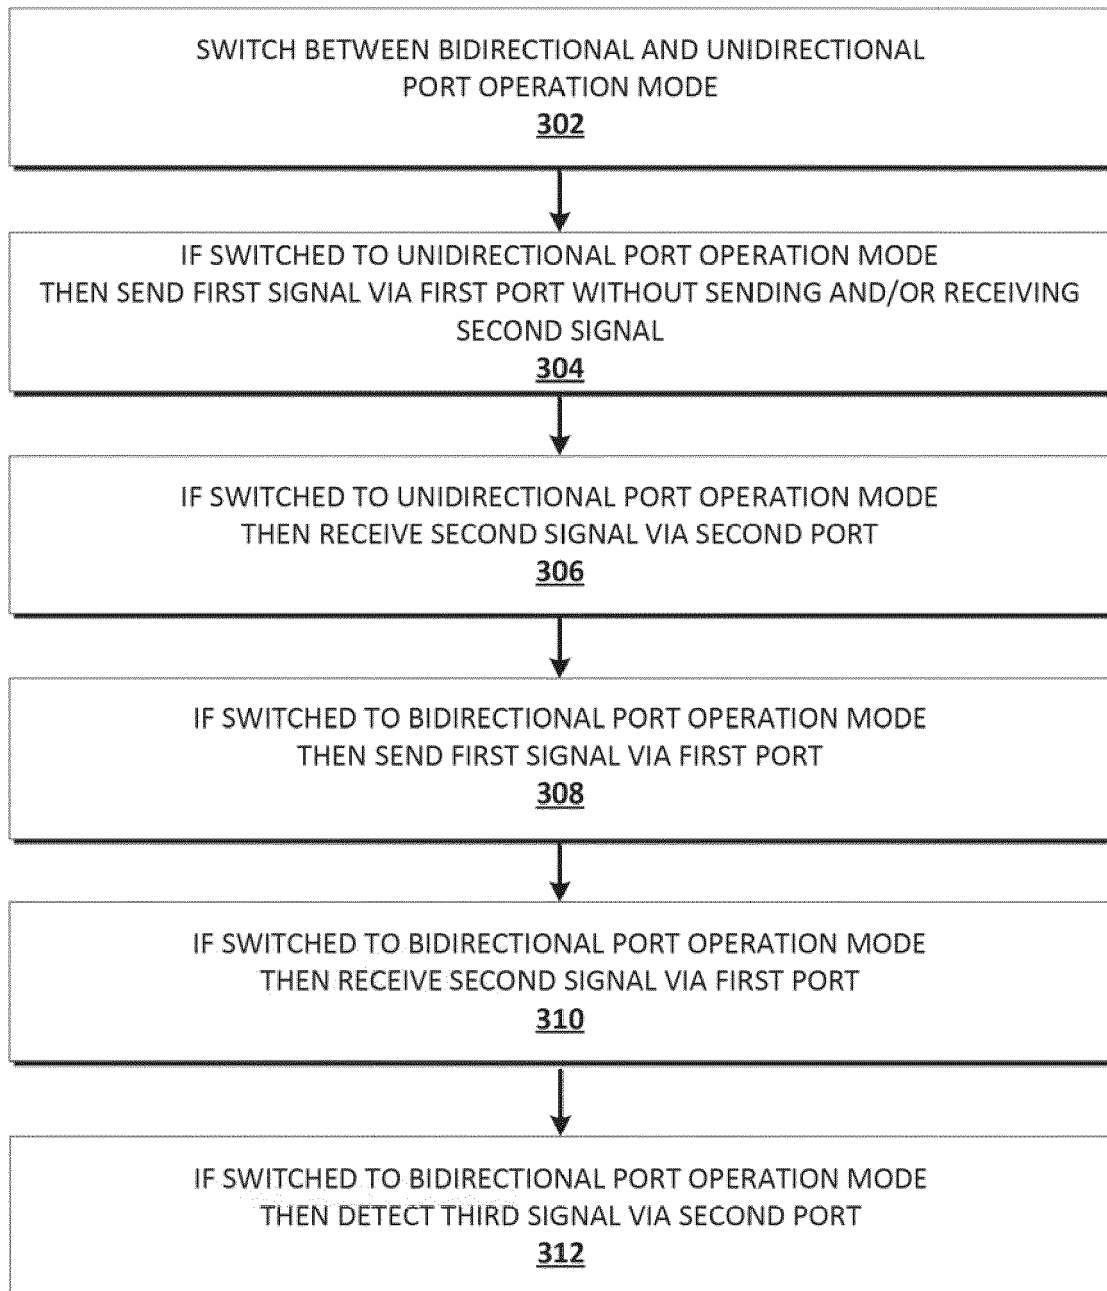 SWITCH BETWEEN BIDIRECTIONAL AND UNIDIRECTIONAL
PORT OPERATION MODE
302
IF SWITCHED TO UNIDIRECTIONAL PORT OPERATION MODE
THEN SEND FIRST SIGNAL VIA FIRST PORT WITHOUT SENDING AND/OR RECEIVING
SECOND SIGNAL
304
IF SWITCHED TO UNIDIRECTIONAL PORT OPERATION MODE
THEN RECEIVE SECOND SIGNAL VIA SECOND PORT
306
IF SWITCHED TO BIDIRECTIONAL PORT OPERATION MODE
THEN SEND FIRST SIGNAL VIA FIRST PORT
308
IF SWITCHED TO BIDIRECTIONAL PORT OPERATION MODE
THEN RECEIVE SECOND SIGNAL VIA FIRST PORT
310
IF SWITCHED TO BIDIRECTIONAL PORT OPERATION MODE
THEN DETECT THIRD SIGNAL VIA SECOND PORT
312